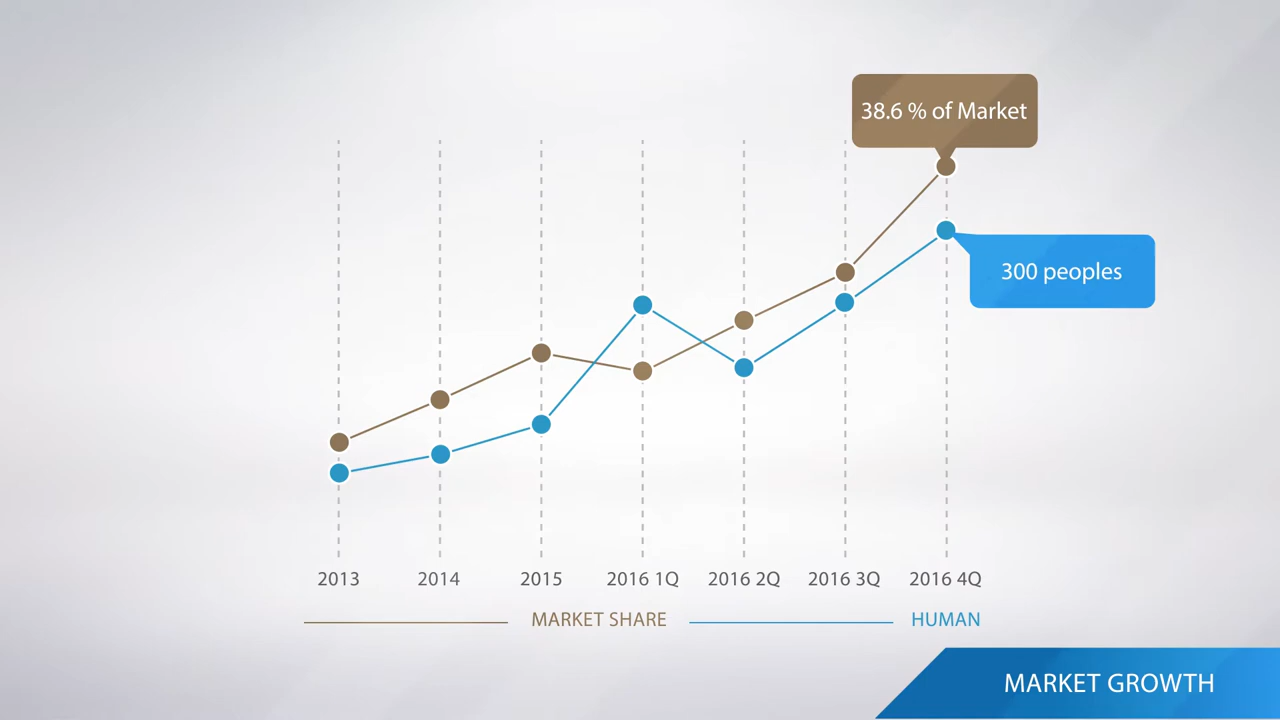 38.6 % of Market
300 peoples
2013 2014 2015 2016 1Q 2016 2Q 2016 3Q 2016 4Q
MARKET SHARE HUMAN
MARKET GROWTH